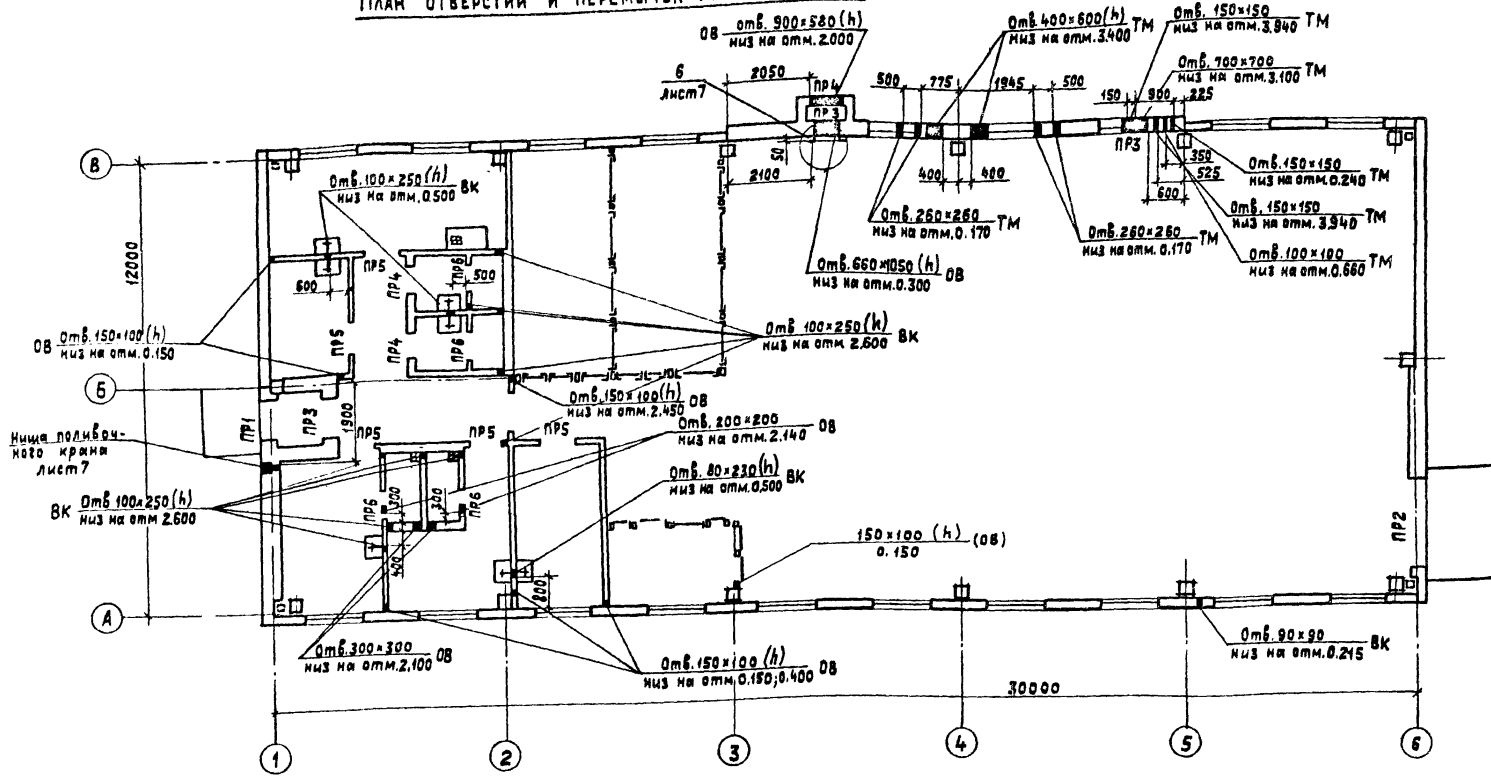 ПЛАН ОТВЕРСТИЙ И
ОВ Отв. 900×580 (h)
низ на отм. 2.000
Отв. 400×600 (h) ТМ
низ на отм. 3.400
Отв. 150×150 ТМ
низ на отм. 3.940
Отв. 700×700 ТМ
низ на отм. 3.100
6
лист 7
2050
ПР4
ПР3
500 775 1945 500
150 900 225
В
50
2100
400 400
ПР3
350
525
600
Отв. 150×150 ТМ
низ на отм. 0.240
Отв. 150×150 ТМ
низ на отм. 3.940
Отв. 100×100 ТМ
низ на отм. 0.660
Отв. 260×260 ТМ
низ на отм. 0.170
Отв. 260×260 ТМ
низ на отм. 0.170
Отв. 660×1050 (h) ОВ
низ на отм. 0.300
Отв. 100×250 (h) ВК
низ на отм. 0.500
12000
600
ПР5
ПР4
ПР6
500
ОВ Отв. 150×100 (h)
низ на отм. 0.150
ПР5
ПР4
ПР6
Отв. 100×250 (h) ВК
низ на отм 2.600
Б
Отв. 150×100 (h) ОВ
низ на отм. 2.450
ПР1
ПР3
1900
ПР5
ПР5
ПР5
Отв. 200×200 ОВ
низ на отм. 2.140
Ниша поливоч-
ного крана
лист 7
Отв. 80×230 (h) ВК
низ на отм. 0.500
ВК Отв 100×250 (h)
низ на отм 2.600
ПР6
300
300
ПР6
400
800
150×100 (h) (ОВ)
0.150
ПР2
А
Отв. 300×300 ОВ
низ на отм. 2.100
Отв. 150×100 (h) ОВ
низ на отм. 0.150; 0.400
Отв. 90×90 ВК
низ на отм. 0.215
30000
1 2 3 4 5 6